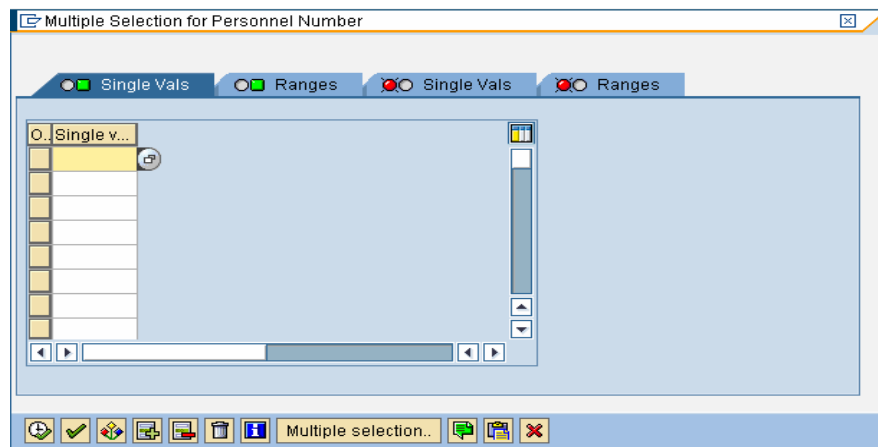 Multiple Selection for Personnel Number
Single Vals Ranges Single Vals Ranges
O.. Single v...
Multiple selection..